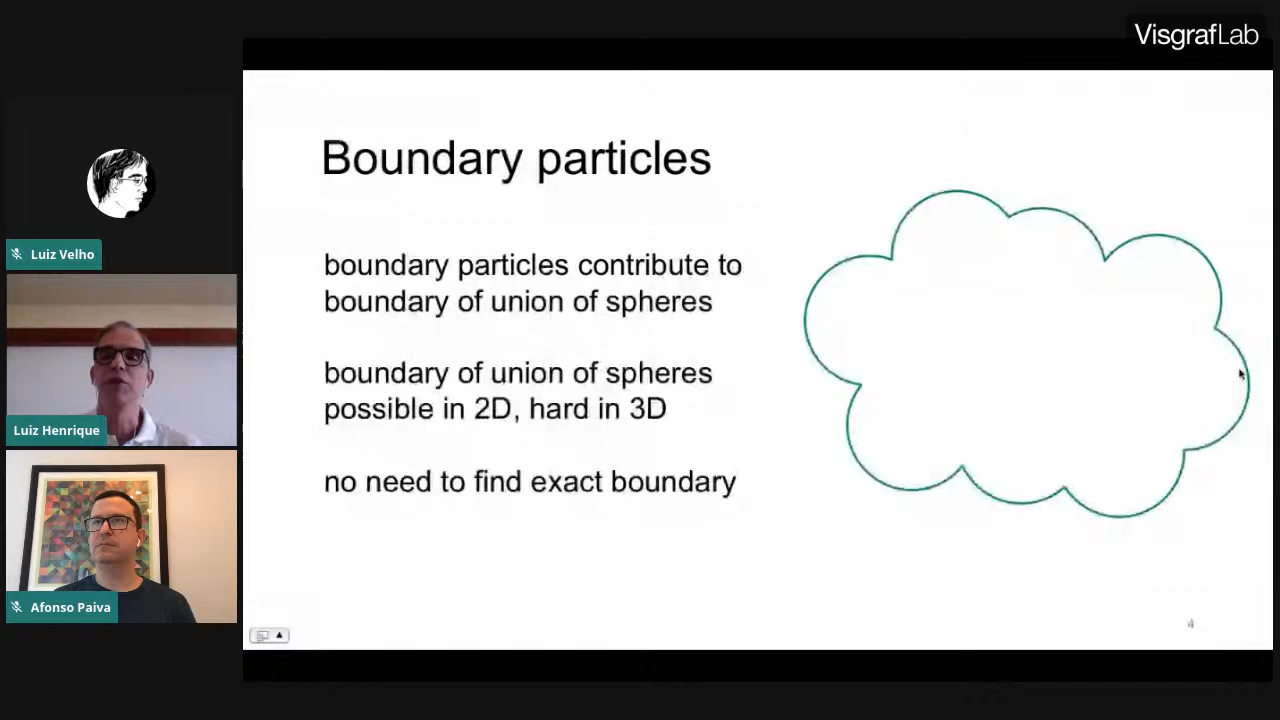 VisgrafLab
Luiz Velho
Luiz Henrique
Afonso Paiva
Boundary particles
boundary particles contribute to
boundary of union of spheres
boundary of union of spheres
possible in 2D, hard in 3D
no need to find exact boundary
4